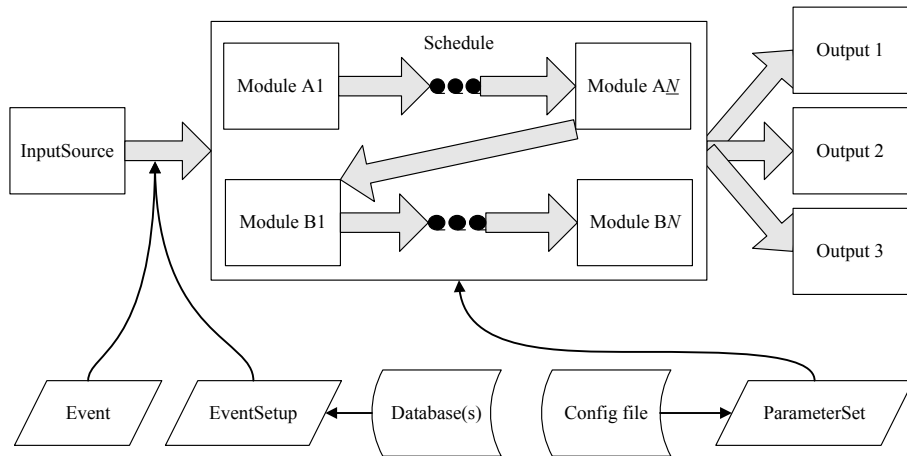 Schedule
Module A1
Module AN
Output 1
InputSource
Output 2
Module B1
Module BN
Output 3
Event
EventSetup
Database(s)
Config file
ParameterSet